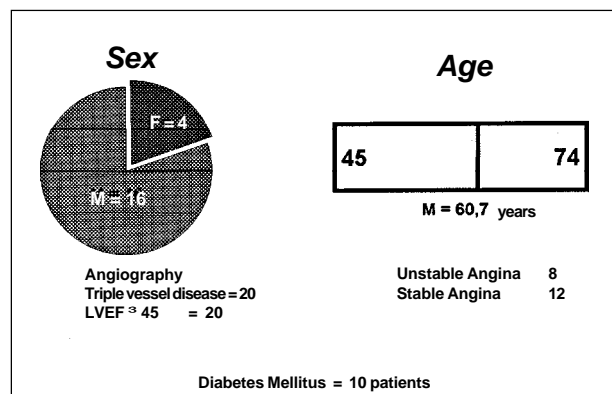 Sex
F = 4
M = 16
Angiography
Triple vessel disease = 20
LVEF ³ 45 = 20
Age
45 74
M = 60,7 years
Unstable Angina 8
Stable Angina 12
Diabetes Mellitus = 10 patients